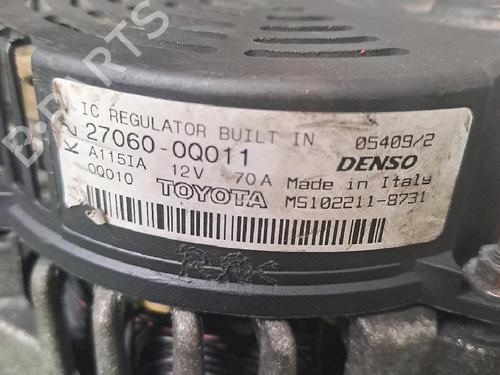 IC REGULATOR BUILT IN 05409/2
27060-0Q011 DENSO
A115IA 12V 70A Made in Italy
0Q010 TOYOTA MS102211-8731
B-PARTS